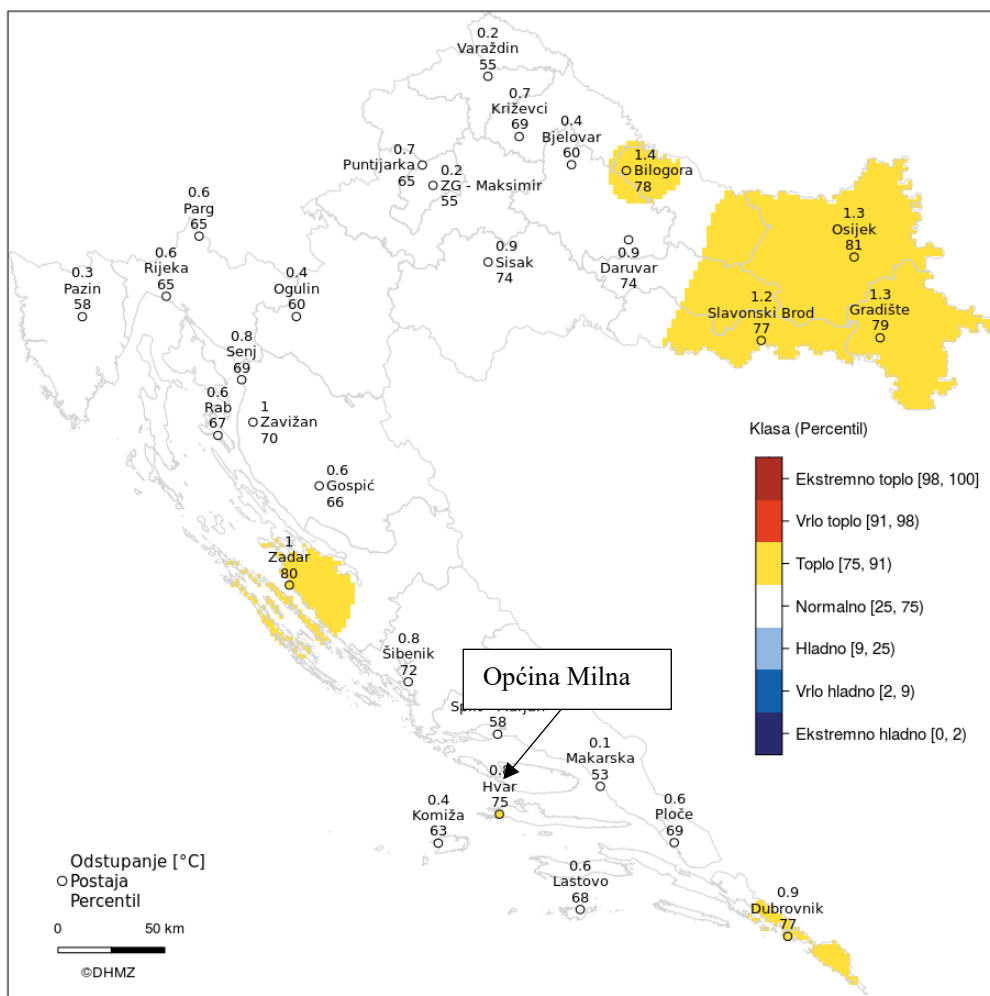 0.2
Varaždin
55
0.7
Križevci
69
0.4
Bjelovar
60
0.7
Puntijarka
65
0.2
ZG - Maksimir
55
1.4
Bilogora
78
0.6
Parg
65
1.3
Osijek
81
0.9
Sisak
74
0.9
Daruvar
74
0.6
Rijeka
65
0.3
Pazin
58
0.4
Ogulin
60
1.2
Slavonski Brod
77
1.3
Gradište
79
0.8
Senj
69
0.6
Rab
67
1
Zavižan
70
0.6
Gospić
66
1
Zadar
80
0.8
Šibenik
72
Općina Milna
58
0.1
Makarska
53
Hvar
75
0.4
Komiža
63
0.6
Ploče
69
0.6
Lastovo
68
0.9
Dubrovnik
77
Klasa (Percentil)
Ekstremno toplo [98, 100]
Vrlo toplo [91, 98)
Toplo [75, 91)
Normalno [25, 75)
Hladno [9, 25)
Vrlo hladno [2, 9)
Ekstremno hladno [0, 2)
Odstupanje [°C]
Postaja
Percentil
0 50 km
©DHMZ